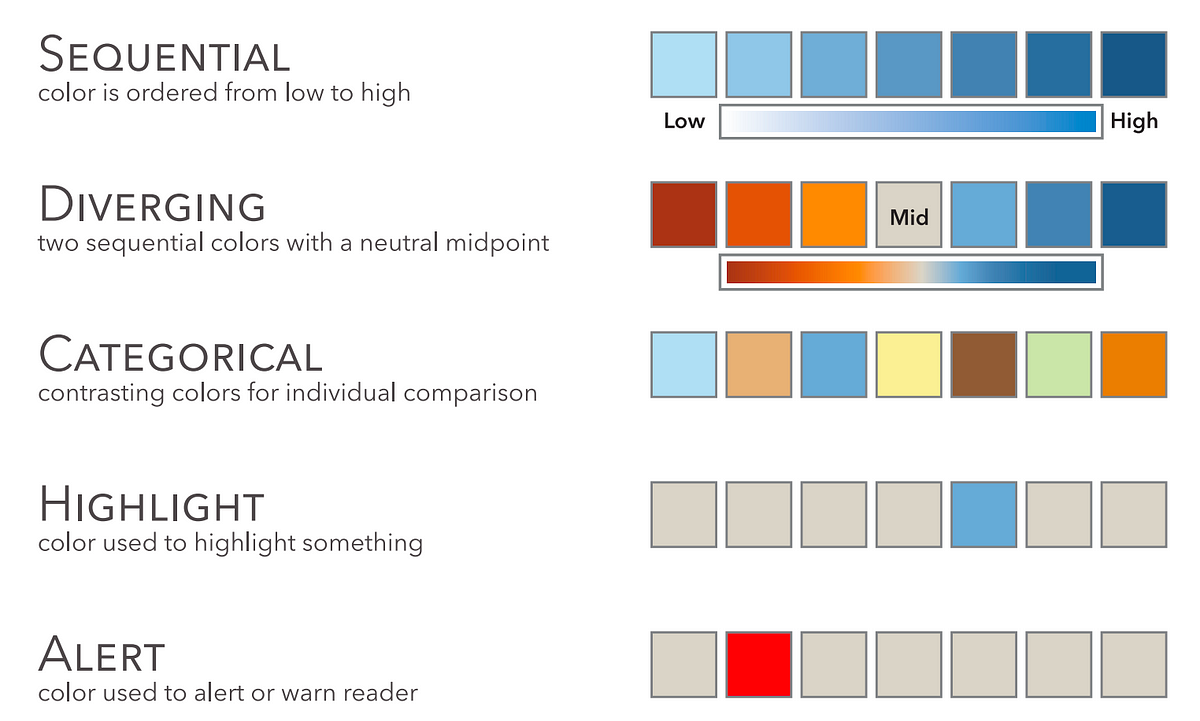 SEQUENTIAL
color is ordered from low to high
Low High
DIVERGING
two sequential colors with a neutral midpoint
Mid
CATEGORICAL
contrasting colors for individual comparison
HIGHLIGHT
color used to highlight something
ALERT
color used to alert or warn reader